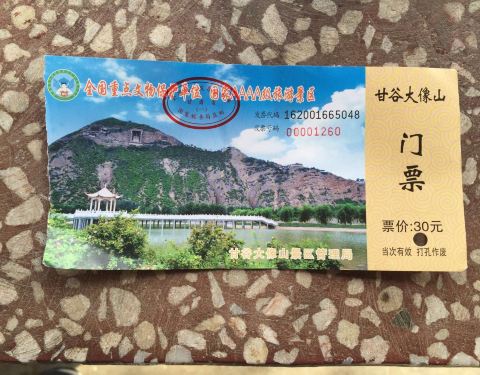 全国重点文物保护单位 国家AAAA级旅游景区
发票代码 162001665048
发票号码 00001260
甘谷大像山景区管理局
甘谷大像山
门票
票价:30元
当次有效 打孔作废